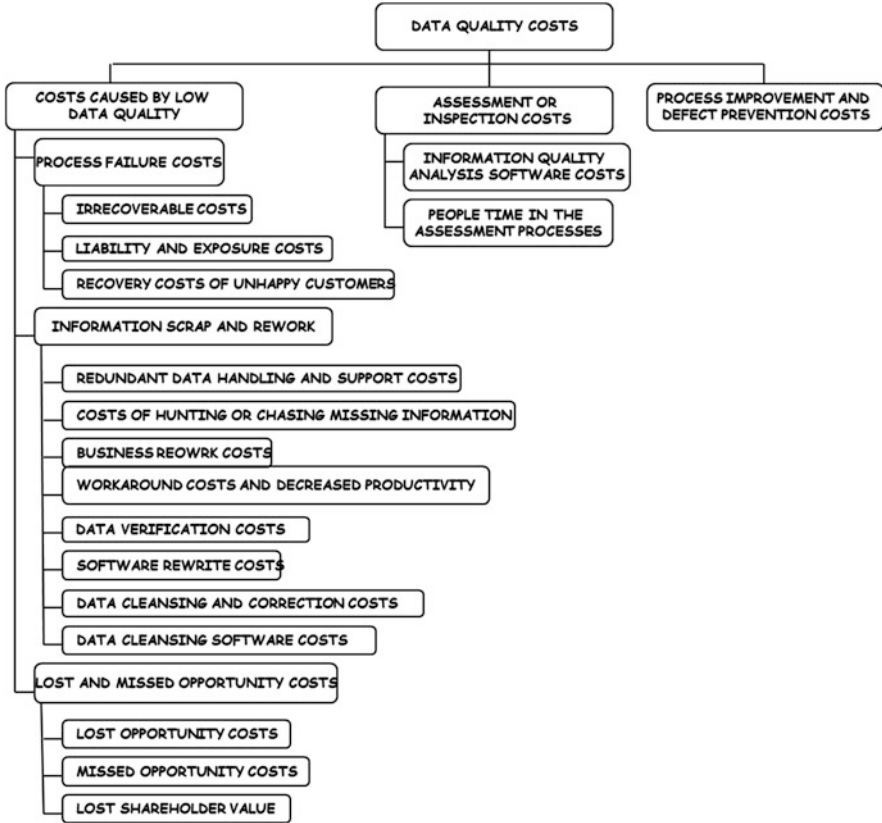 DATA QUALITY COSTS
COSTS CAUSED BY LOW
DATA QUALITY
ASSESSMENT OR
INSPECTION COSTS
PROCESS IMPROVEMENT AND
DEFECT PREVENTION COSTS
PROCESS FAILURE COSTS
IRRECOVERABLE COSTS
LIABILITY AND EXPOSURE COSTS
RECOVERY COSTS OF UNHAPPY CUSTOMERS
INFORMATION QUALITY
ANALYSIS SOFTWARE COSTS
PEOPLE TIME IN THE
ASSESSMENT PROCESSES
INFORMATION SCRAP AND REWORK
REDUNDANT DATA HANDLING AND SUPPORT COSTS
COSTS OF HUNTING OR CHASING MISSING INFORMATION
BUSINESS REOWRK COSTS
WORKAROUND COSTS AND DECREASED PRODUCTIVITY
DATA VERIFICATION COSTS
SOFTWARE REWRITE COSTS
DATA CLEANSING AND CORRECTION COSTS
DATA CLEANSING SOFTWARE COSTS
LOST AND MISSED OPPORTUNITY COSTS
LOST OPPORTUNITY COSTS
MISSED OPPORTUNITY COSTS
LOST SHAREHOLDER VALUE